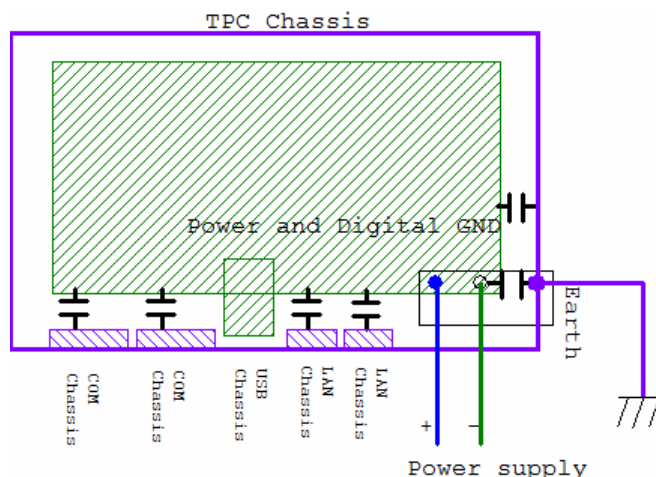 TPC Chassis
Power and Digital GND
Earth
COM
Chassis
COM
Chassis
USB
Chassis
LAN
Chassis
LAN
Chassis
+
-
Power supply